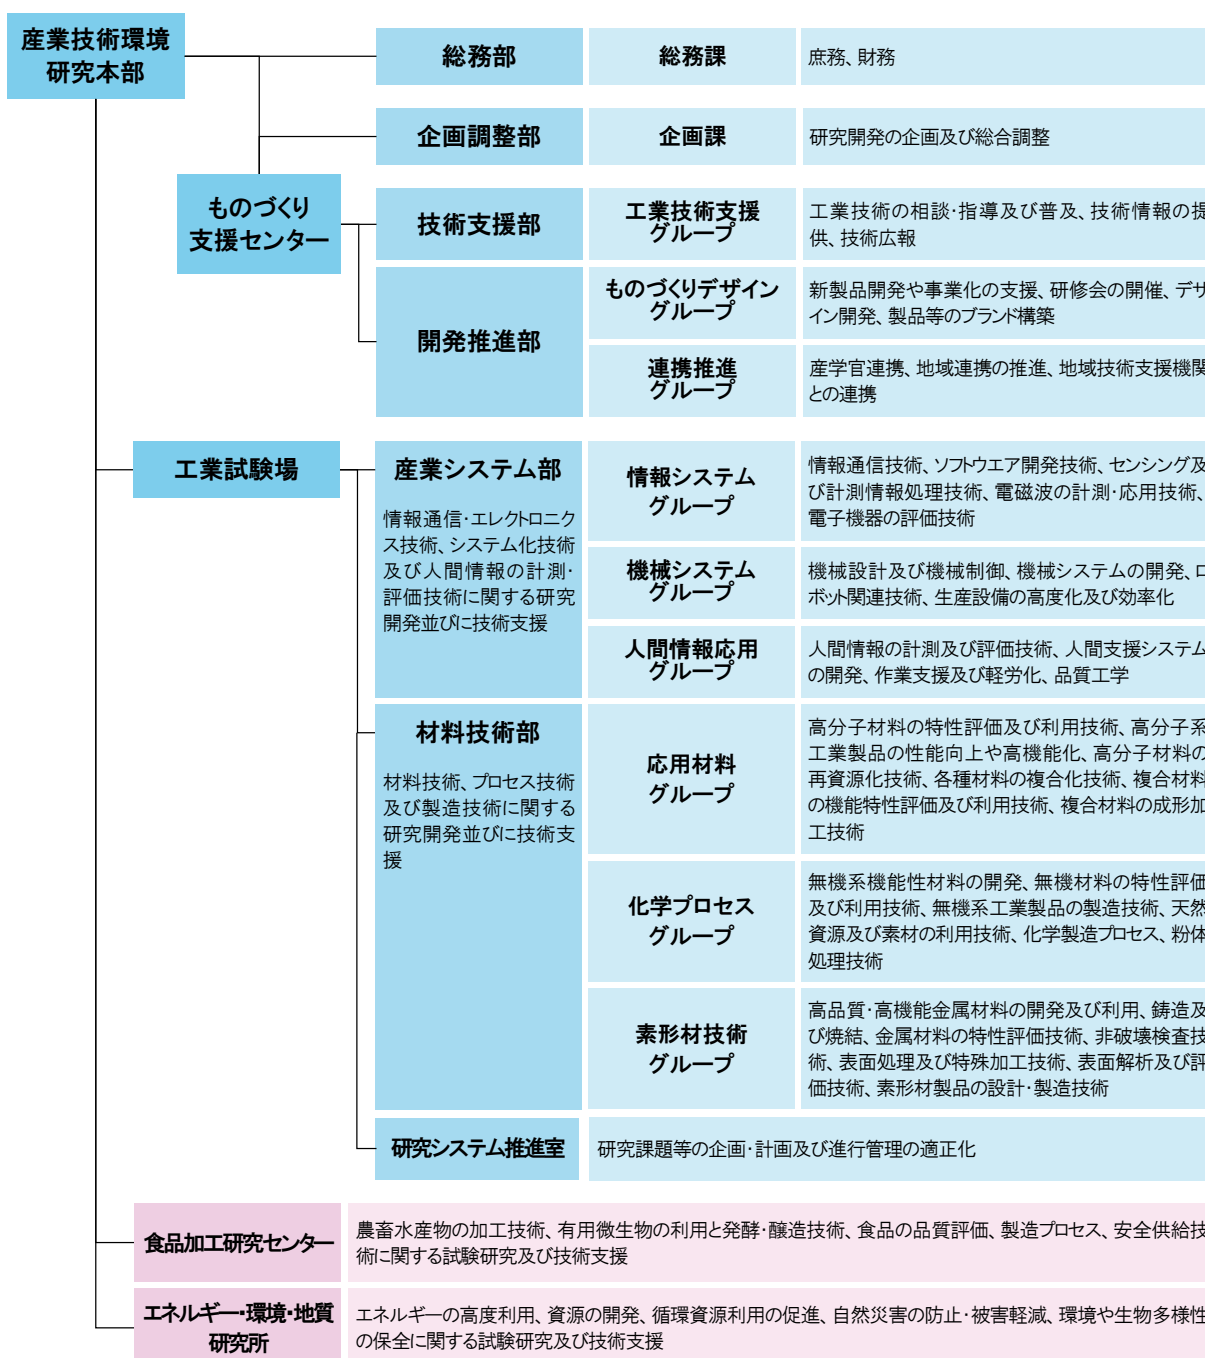 産業技術環境
研究本部
総務部
総務課
庶務、財務
企画調整部
企画課
研究開発の企画及び総合調整
ものづくり
支援センター
技術支援部
工業技術支援
グループ
工業技術の相談・指導及び普及、技術情報の提
供、技術広報
開発推進部
ものづくりデザイン
グループ
新製品開発や事業化の支援、研修会の開催、デザ
イン開発、製品等のブランド構築
連携推進
グループ
産学官連携、地域連携の推進、地域技術支援機関
との連携
工業試験場
産業システム部
情報通信・エレクトロニク
ス技術、システム化技術
及び人間情報の計測・
評価技術に関する研究
開発並びに技術支援
情報システム
グループ
情報通信技術、ソフトウエア開発技術、センシング及
び計測情報処理技術、電磁波の計測・応用技術、
電子機器の評価技術
機械システム
グループ
機械設計及び機械制御、機械システムの開発、ロ
ボット関連技術、生産設備の高度化及び効率化
人間情報応用
グループ
人間情報の計測及び評価技術、人間支援システム
の開発、作業支援及び軽労化、品質工学
材料技術部
材料技術、プロセス技術
及び製造技術に関する
研究開発並びに技術支
援
応用材料
グループ
高分子材料の特性評価及び利用技術、高分子系
工業製品の性能向上や高機能化、高分子材料の
再資源化技術、各種材料の複合化技術、複合材料
の機能特性評価及び利用技術、複合材料の成形加
工技術
化学プロセス
グループ
無機系機能性材料の開発、無機材料の特性評価
及び利用技術、無機系工業製品の製造技術、天然
資源及び素材の利用技術、化学製造プロセス、粉体
処理技術
素形材技術
グループ
高品質・高機能金属材料の開発及び利用、鋳造及
び焼結、金属材料の特性評価技術、非破壊検査技
術、表面処理及び特殊加工技術、表面解析及び評
価技術、素形材製品の設計・製造技術
研究システム推進室
研究課題等の企画・計画及び進行管理の適正化
食品加工研究センター
農畜水産物の加工技術、有用微生物の利用と発酵・醸造技術、食品の品質評価、製造プロセス、安全供給技
術に関する試験研究及び技術支援
エネルギー・環境・地質
研究所
エネルギーの高度利用、資源の開発、循環資源利用の促進、自然災害の防止・被害軽減、環境や生物多様性
の保全に関する試験研究及び技術支援